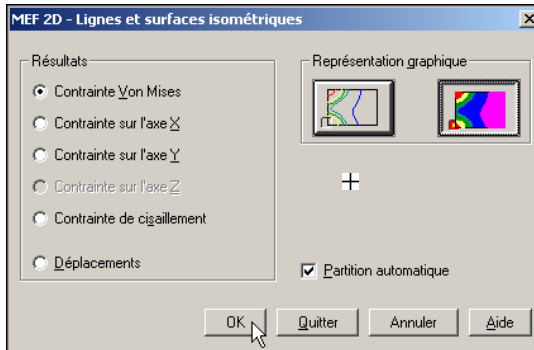 MEF 2D - Lignes et surfaces isométriques
Résultats
Contrainte Von Mises
Contrainte sur l'axe X
Contrainte sur l'axe Y
Contrainte sur l'axe Z
Contrainte de cisaillement
Déplacements
Représentation graphique
Partition automatique
OK
Quitter
Annuler
Aide